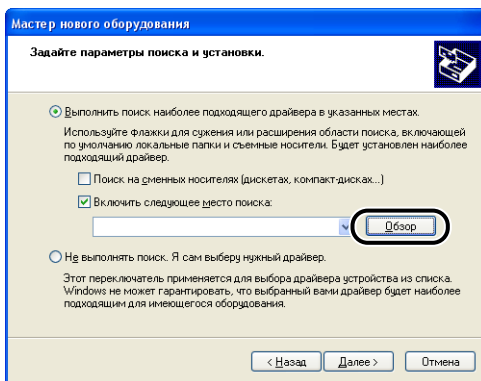 Мастер нового оборудования
Задайте параметры поиска и установки.
Выполнить поиск наиболее подходящего драйвера в указанных местах.
Используйте флажки для сужения или расширения области поиска, включающей
по умолчанию локальные папки и съемные носители. Будет установлен наиболее
подходящий драйвер.
Поиск на сменных носителях (дискетах, компакт-дисках...)
Включить следующее место поиска:
Обзор
Не выполнять поиск. Я сам выберу нужный драйвер.
Этот переключатель применяется для выбора драйвера устройства из списка.
Windows не может гарантировать, что выбранный вами драйвер будет наиболее
подходящим для имеющегося оборудования.
< Назад Далее > Отмена